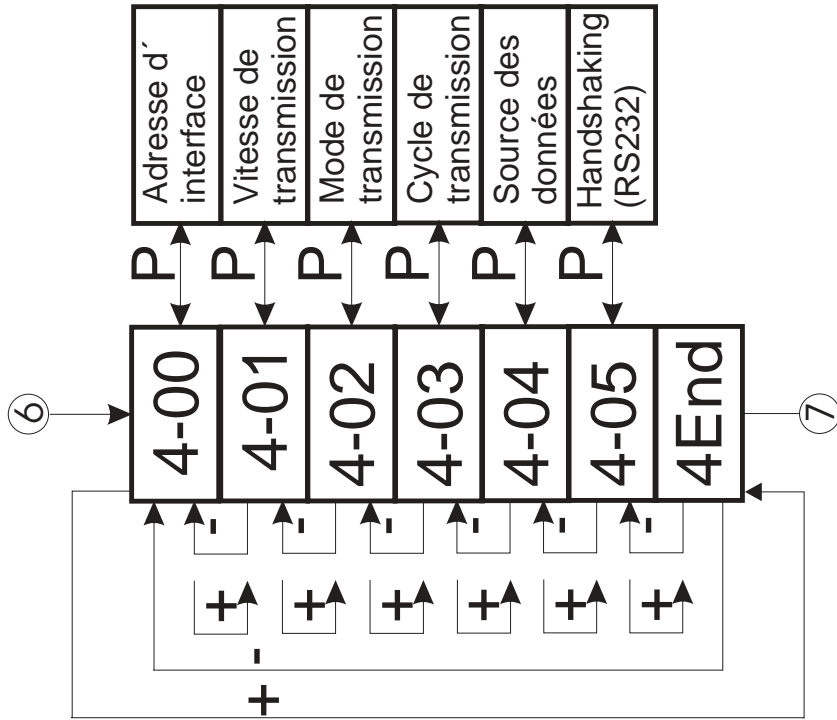 6
4-00
P
Adresse d´
interface
4-01
P
Vitesse de
transmission
4-02
P
Mode de
transmission
4-03
P
Cycle de
transmission
4-04
P
Source des
données
4-05
P
Handshaking
(RS232)
4End
7
- - - - - -
+ + + + + +
-
+